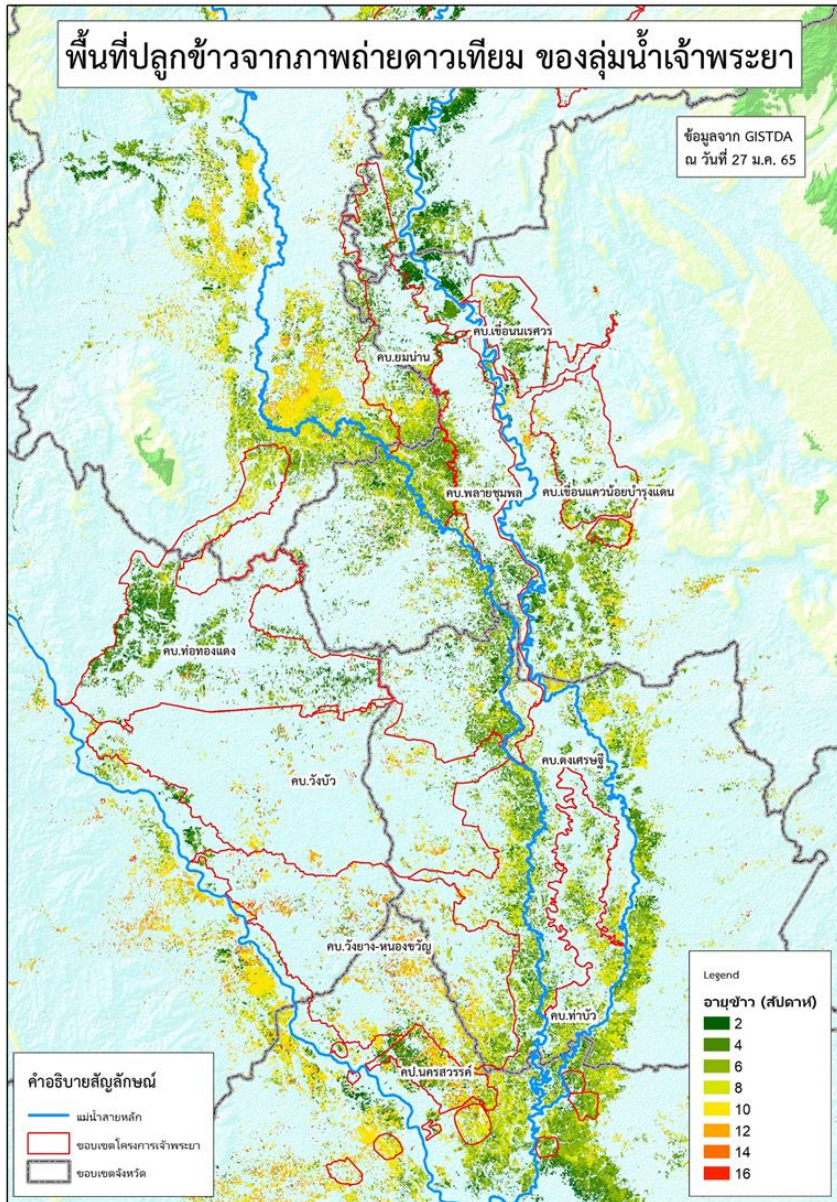 พื้นที่ปลูกข้าวจากภาพถ่ายดาวเทียม ของลุ่มน้ำเจ้าพระยา
ข้อมูลจาก GISTDA
ณ วันที่ 27 ม.ค. 65
คบ.เขื่อนนเรศวร
คบ.ยมน่าน
คบ.พลายชุมพล
คบ.เขื่อนแควน้อยบำรุงแดน
คบ.ท่อทองแดง
คบ.ดงเศรษฐี
คบ.วังบัว
คบ.วังยาง-หนองขวัญ
คบ.ท่าบัว
คป.นครสวรรค์
Legend
อายุข้าว (สัปดาห์)
2
4
6
8
10
12
14
16
คำอธิบายสัญลักษณ์
แม่น้ำสายหลัก
ขอบเขตโครงการเจ้าพระยา
ขอบเขตจังหวัด